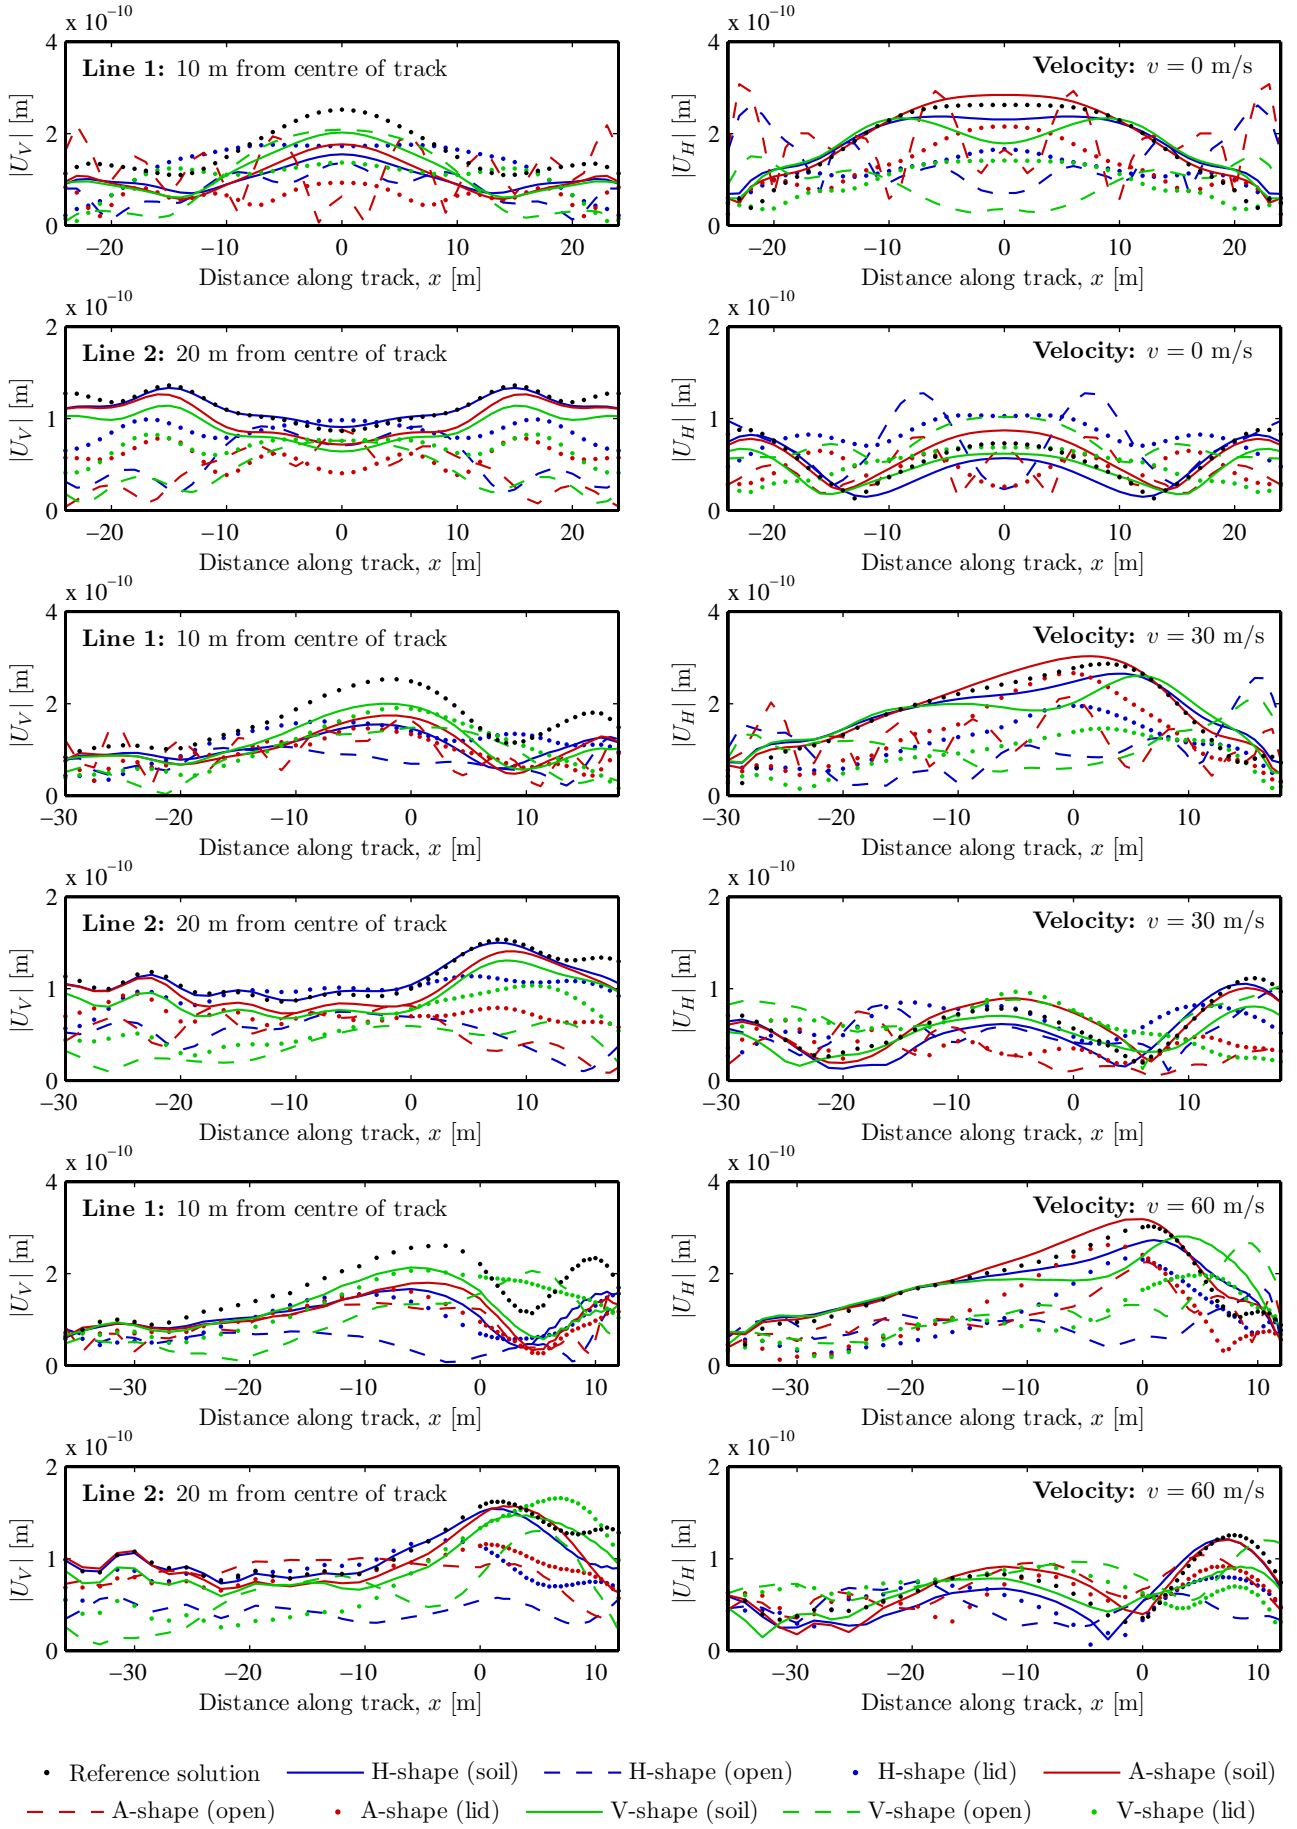 x 10⁻¹⁰ x 10⁻¹⁰
Line 1: 10 m from centre of track Velocity: v = 0 m/s
|U_V| [m] |U_H| [m]
4 4
2 2
0 0
−20 −10 0 10 20 −20 −10 0 10 20
Distance along track, x [m] Distance along track, x [m]
x 10⁻¹⁰ x 10⁻¹⁰
Line 2: 20 m from centre of track Velocity: v = 0 m/s
|U_V| [m] |U_H| [m]
2 2
1 1
0 0
−20 −10 0 10 20 −20 −10 0 10 20
Distance along track, x [m] Distance along track, x [m]
x 10⁻¹⁰ x 10⁻¹⁰
Line 1: 10 m from centre of track Velocity: v = 30 m/s
|U_V| [m] |U_H| [m]
4 4
2 2
0 0
−30 −20 −10 0 10 −30 −20 −10 0 10
Distance along track, x [m] Distance along track, x [m]
x 10⁻¹⁰ x 10⁻¹⁰
Line 2: 20 m from centre of track Velocity: v = 30 m/s
|U_V| [m] |U_H| [m]
2 2
1 1
0 0
−30 −20 −10 0 10 −30 −20 −10 0 10
Distance along track, x [m] Distance along track, x [m]
x 10⁻¹⁰ x 10⁻¹⁰
Line 1: 10 m from centre of track Velocity: v = 60 m/s
|U_V| [m] |U_H| [m]
4 4
2 2
0 0
−30 −20 −10 0 10 −30 −20 −10 0 10
Distance along track, x [m] Distance along track, x [m]
x 10⁻¹⁰ x 10⁻¹⁰
Line 2: 20 m from centre of track Velocity: v = 60 m/s
|U_V| [m] |U_H| [m]
2 2
1 1
0 0
−30 −20 −10 0 10 −30 −20 −10 0 10
Distance along track, x [m] Distance along track, x [m]
Reference solution H-shape (soil) H-shape (open) H-shape (lid) A-shape (soil)
A-shape (open) A-shape (lid) V-shape (soil) V-shape (open) V-shape (lid)